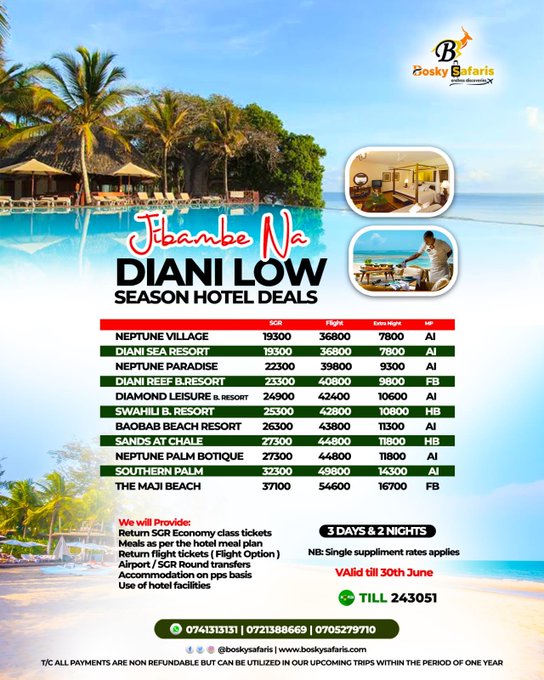 B
Bosky Safaris
endless discoveries
Jibambe Na
DIANI LOW
SEASON HOTEL DEALS
SGR Flight Extra Night MP
NEPTUNE VILLAGE 19300 36800 7800 AI
DIANI SEA RESORT 19300 36800 7800 AI
NEPTUNE PARADISE 22300 39800 9300 AI
DIANI REEF B.RESORT 23300 40800 9800 FB
DIAMOND LEISURE B. RESORT 24900 42400 10600 AI
SWAHILI B. RESORT 25300 42800 10800 HB
BAOBAB BEACH RESORT 26300 43800 11300 AI
SANDS AT CHALE 27300 44800 11800 HB
NEPTUNE PALM BOTIQUE 27300 44800 11800 AI
SOUTHERN PALM 32300 49800 14300 AI
THE MAJI BEACH 37100 54600 16700 FB
We will Provide:
Return SGR Economy class tickets
Meals as per the hotel meal plan
Return flight tickets ( Flight Option )
Airport / SGR Round transfers
Accommodation on pps basis
Use of hotel facilities
3 DAYS & 2 NIGHTS
NB: Single suppliment rates applies
VAlid till 30th June
TILL 243051
0741313131 | 0721388669 | 0705279710
@boskysafaris | www.boskysafaris.com
T/C ALL PAYMENTS ARE NON REFUNDABLE BUT CAN BE UTILIZED IN OUR UPCOMING TRIPS WITHIN THE PERIOD OF ONE YEAR